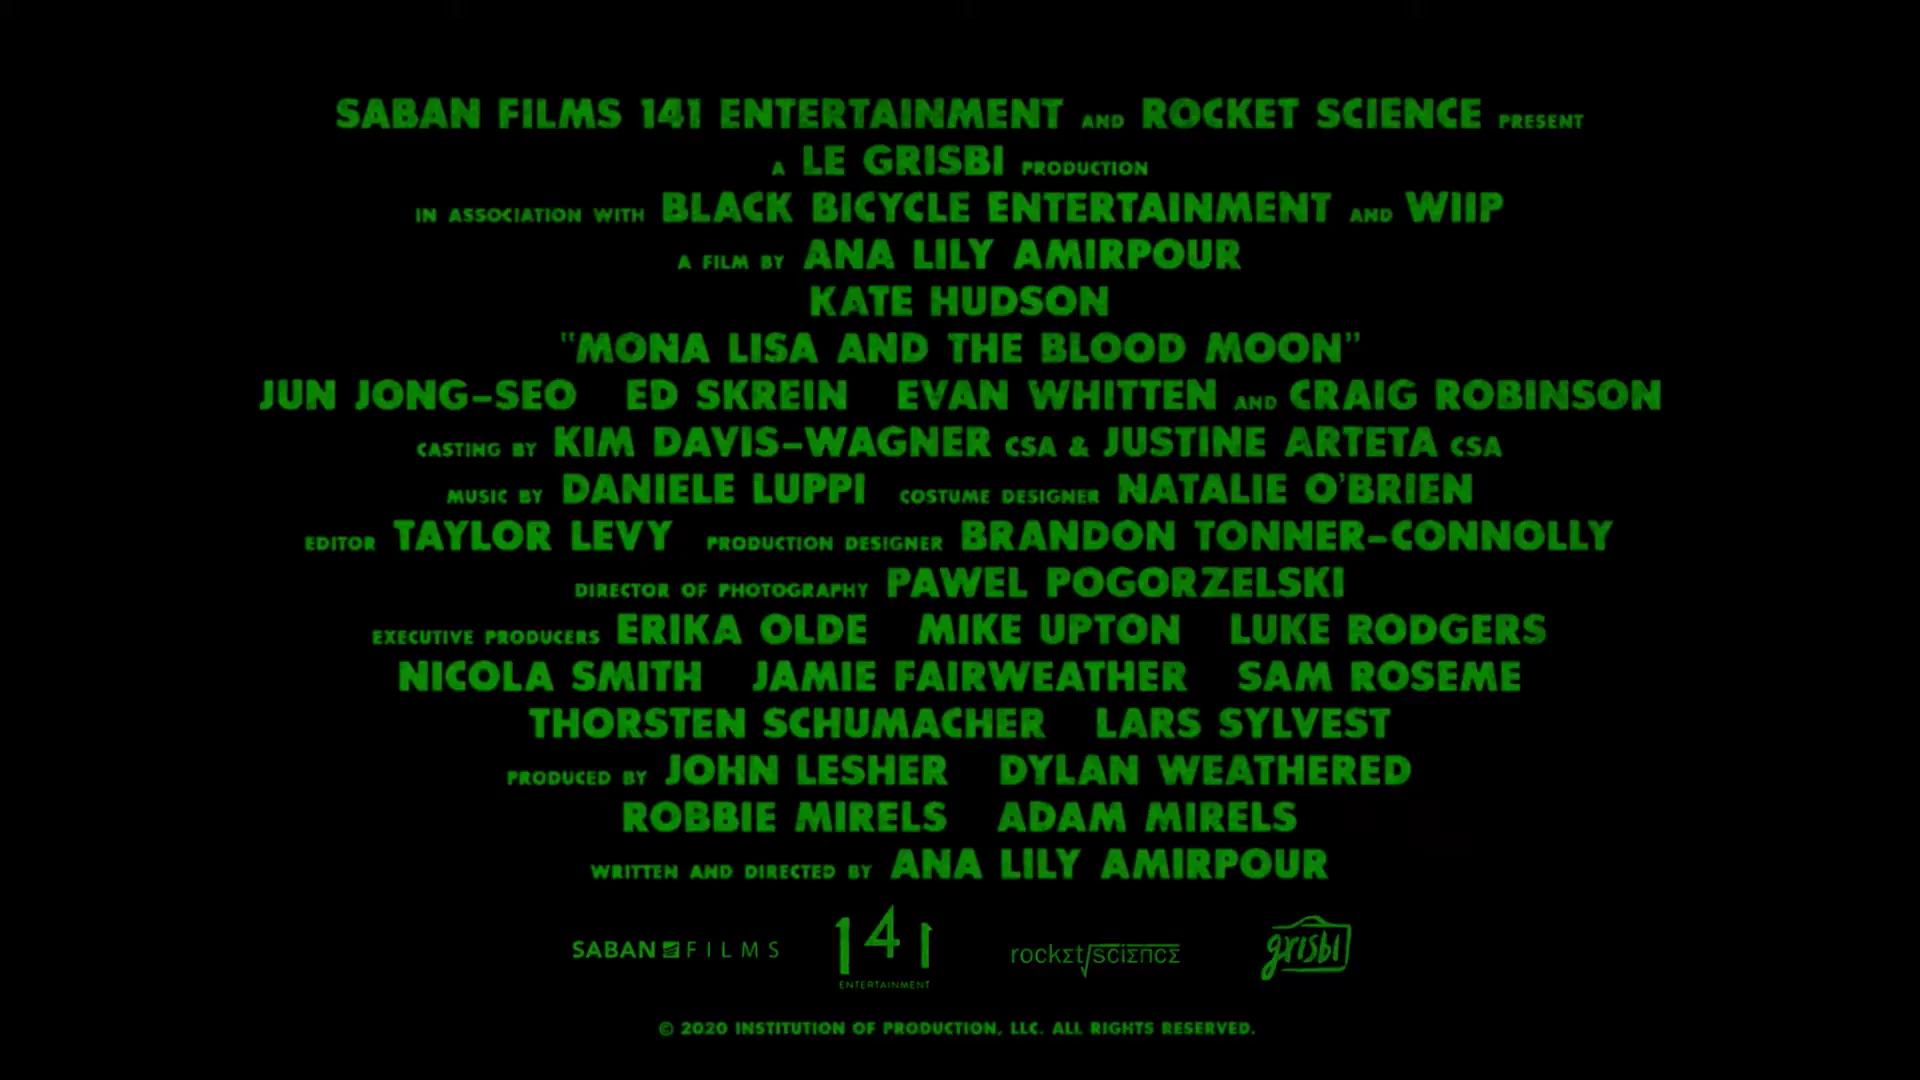 SABAN FILMS 141 ENTERTAINMENT AND ROCKET SCIENCE PRESENT
A LE GRISBI PRODUCTION
IN ASSOCIATION WITH BLACK BICYCLE ENTERTAINMENT AND WIIP
A FILM BY ANA LILY AMIRPOUR
KATE HUDSON
"MONA LISA AND THE BLOOD MOON"
JUN JONG-SEO ED SKREIN EVAN WHITTEN AND CRAIG ROBINSON
CASTING BY KIM DAVIS-WAGNER CSA & JUSTINE ARTETA CSA
MUSIC BY DANIELE LUPPI COSTUME DESIGNER NATALIE O'BRIEN
EDITOR TAYLOR LEVY PRODUCTION DESIGNER BRANDON TONNER-CONNOLLY
DIRECTOR OF PHOTOGRAPHY PAWEL POGORZELSKI
EXECUTIVE PRODUCERS ERIKA OLDE MIKE UPTON LUKE RODGERS
NICOLA SMITH JAMIE FAIRWEATHER SAM ROSEME
THORSTEN SCHUMACHER LARS SYLVEST
PRODUCED BY JOHN LESHER DYLAN WEATHERED
ROBBIE MIRELS ADAM MIRELS
WRITTEN AND DIRECTED BY ANA LILY AMIRPOUR
SABAN FILMS 141 ENTERTAINMENT rockΣt√sciΣncΣ grisbi
© 2020 INSTITUTION OF PRODUCTION, LLC. ALL RIGHTS RESERVED.